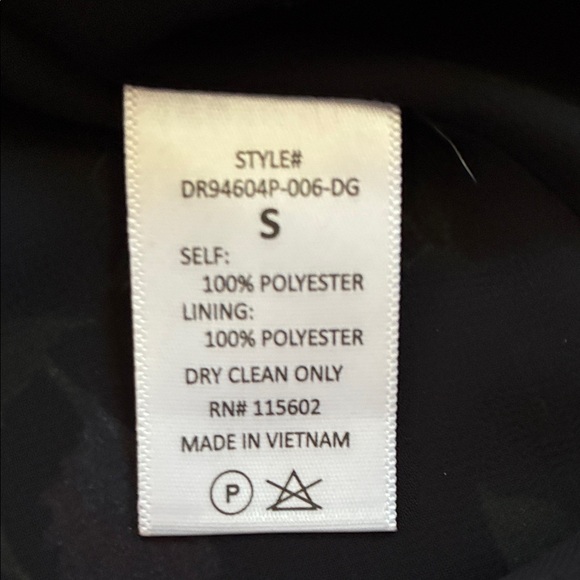 STYLE#
DR94604P-006-DG
S
SELF:
100% POLYESTER
LINING:
100% POLYESTER
DRY CLEAN ONLY
RN# 115602
MADE IN VIETNAM
P